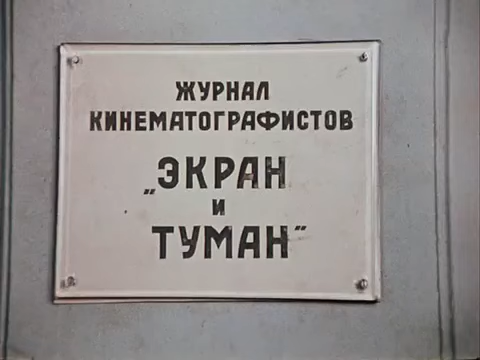 ЖУРНАЛ
КИНЕМАТОГРАФИСТОВ
„ЭКРАН
и
ТУМАН“